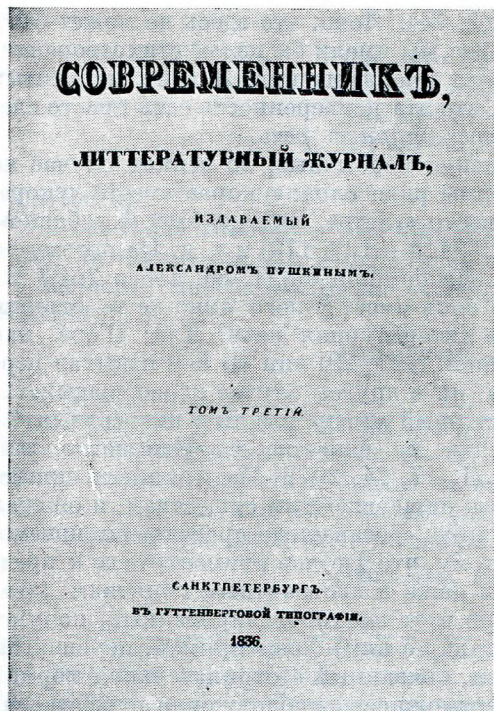 СОВРЕМЕННИКЪ,
ЛИТТЕРАТУРНЫЙ ЖУРНАЛЪ,
ИЗДАВАЕМЫЙ
АЛЕКСАНДРОМЪ ПУШКИНЫМЪ.
ТОМЪ ТРЕТІЙ.
САНКТПЕТЕРБУРГЪ.
ВЪ ГУТТЕНБЕРГОВОЙ ТИПОГРАФІИ.
1836.